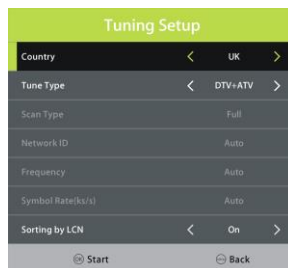 Tuning Setup
Country < UK >
Tune Type < DTV+ATV >
Scan Type Full
Network ID Auto
Frequency Auto
Symbol Rate(ks/s) Auto
Sorting by LCN < On >
OK Start Back